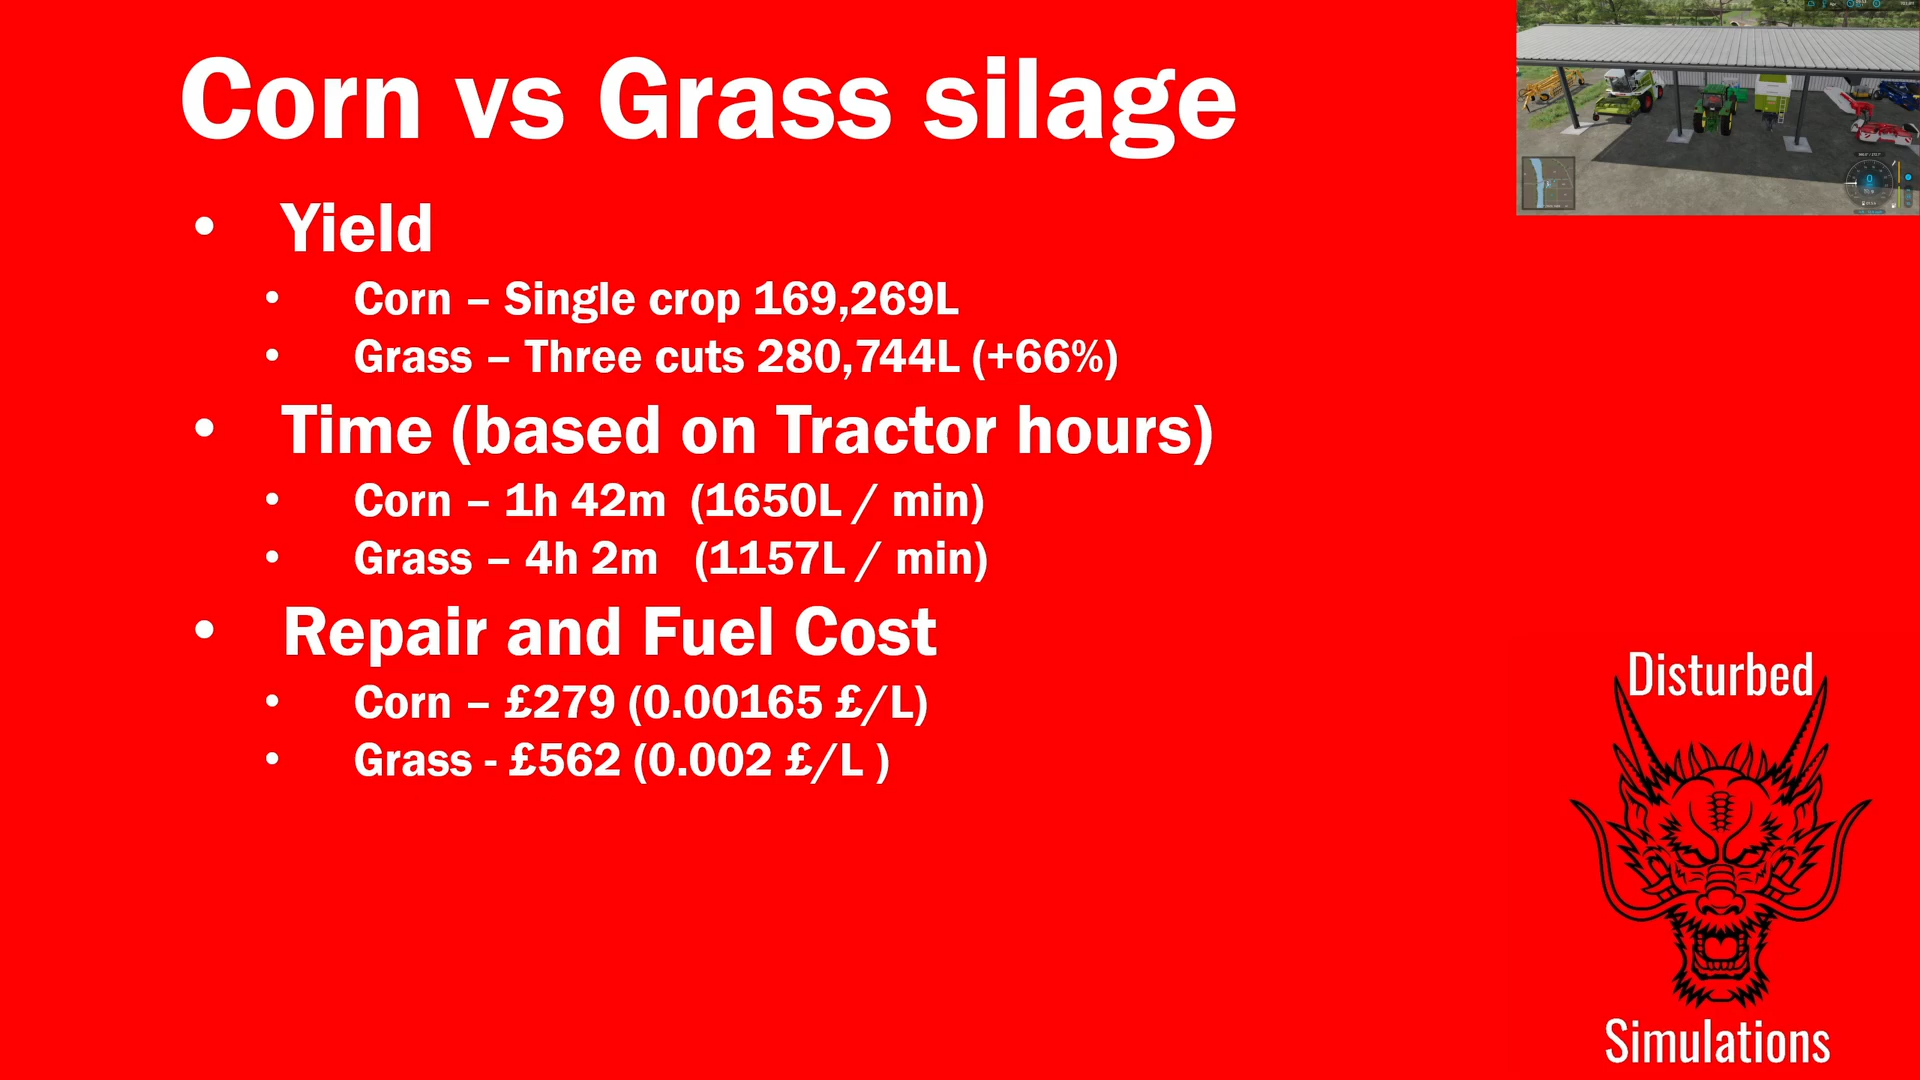 Corn vs Grass silage
• Yield
• Corn – Single crop 169,269L
• Grass – Three cuts 280,744L (+66%)
• Time (based on Tractor hours)
• Corn – 1h 42m (1650L / min)
• Grass – 4h 2m (1157L / min)
• Repair and Fuel Cost
• Corn – £279 (0.00165 £/L)
• Grass - £562 (0.002 £/L )
Disturbed
Simulations